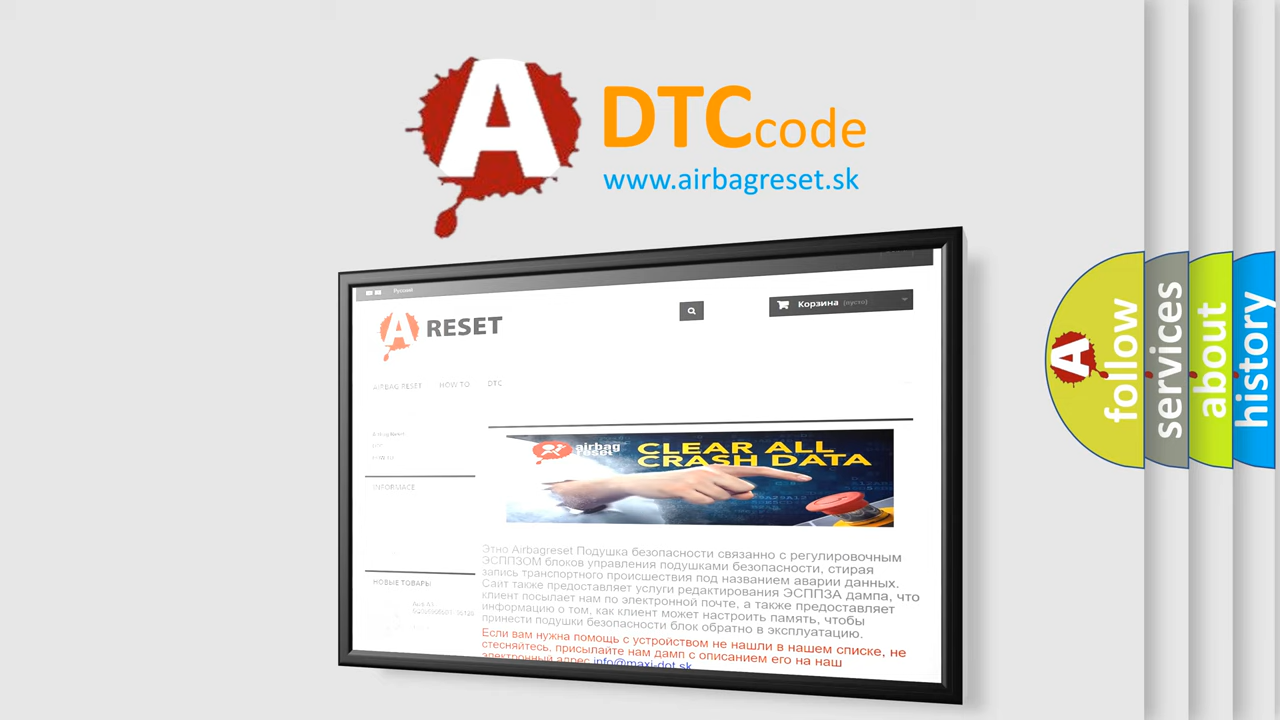 A DTCcode
www.airbagreset.sk
Русский
A RESET
Корзина (пусто)
AIRBAG RESET HOW TO DTC
Airbag Reset
DTC
HOW TO
INFORMACE
airbag
reset
CLEAR ALL
CRASH DATA
Этно Airbagreset Подушка безопасности связанно с регулировочным
ЭСППЗОМ блоков управления подушками безопасности, стирая
запись транспортного происшествия под названием аварии данных.
Сайт также предоставляет услуги редактирования ЭСППЗА дампа, что
клиент посылает нам по электронной почте, а также предоставляет
информацию о том, как клиент может настроить память, чтобы
принести подушки безопасности блок обратно в эксплуатацию.
Если вам нужна помощь с устройством не нашли в нашем списке, не
стесняйтесь, присылайте нам дамп с описанием его на наш
электронный адрес info@maxi-dot.sk
НОВЫЕ ТОВАРЫ
A
follow
services
about
history